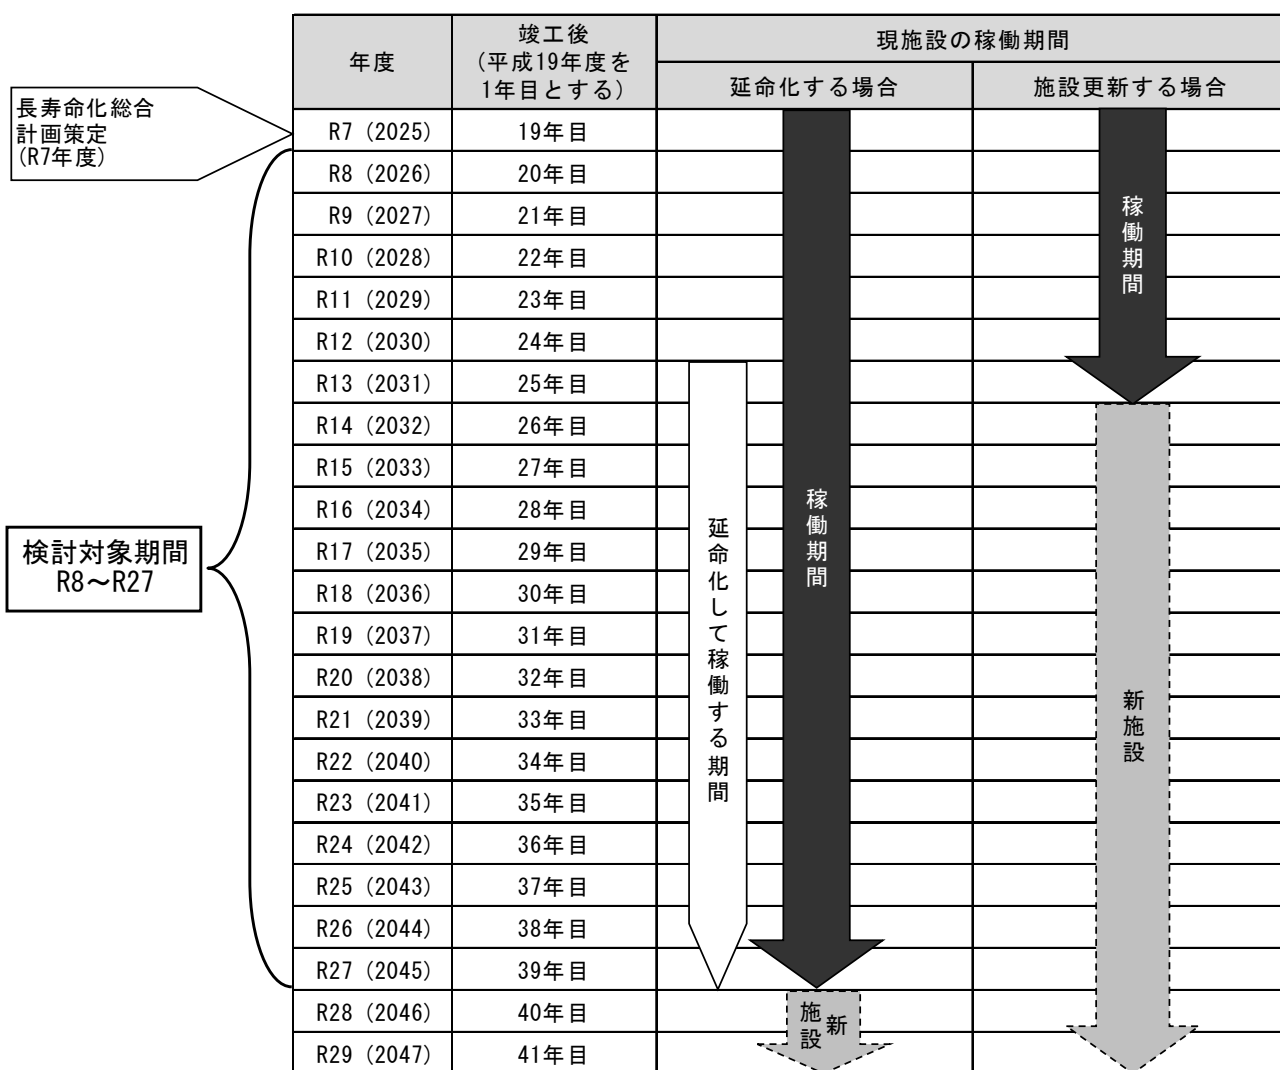 年度
竣工後
(平成19年度を
1年目とする)
現施設の稼働期間
延命化する場合
施設更新する場合
長寿命化総合
計画策定
(R7年度)
R7 (2025) 19年目
R8 (2026) 20年目
R9 (2027) 21年目
R10 (2028) 22年目
R11 (2029) 23年目
R12 (2030) 24年目
R13 (2031) 25年目
R14 (2032) 26年目
R15 (2033) 27年目
R16 (2034) 28年目
R17 (2035) 29年目
R18 (2036) 30年目
R19 (2037) 31年目
R20 (2038) 32年目
R21 (2039) 33年目
R22 (2040) 34年目
R23 (2041) 35年目
R24 (2042) 36年目
R25 (2043) 37年目
R26 (2044) 38年目
R27 (2045) 39年目
R28 (2046) 40年目
R29 (2047) 41年目
検討対象期間
R8～R27
延命化して稼働する期間
稼働期間
新
施設
稼働期間
新施設